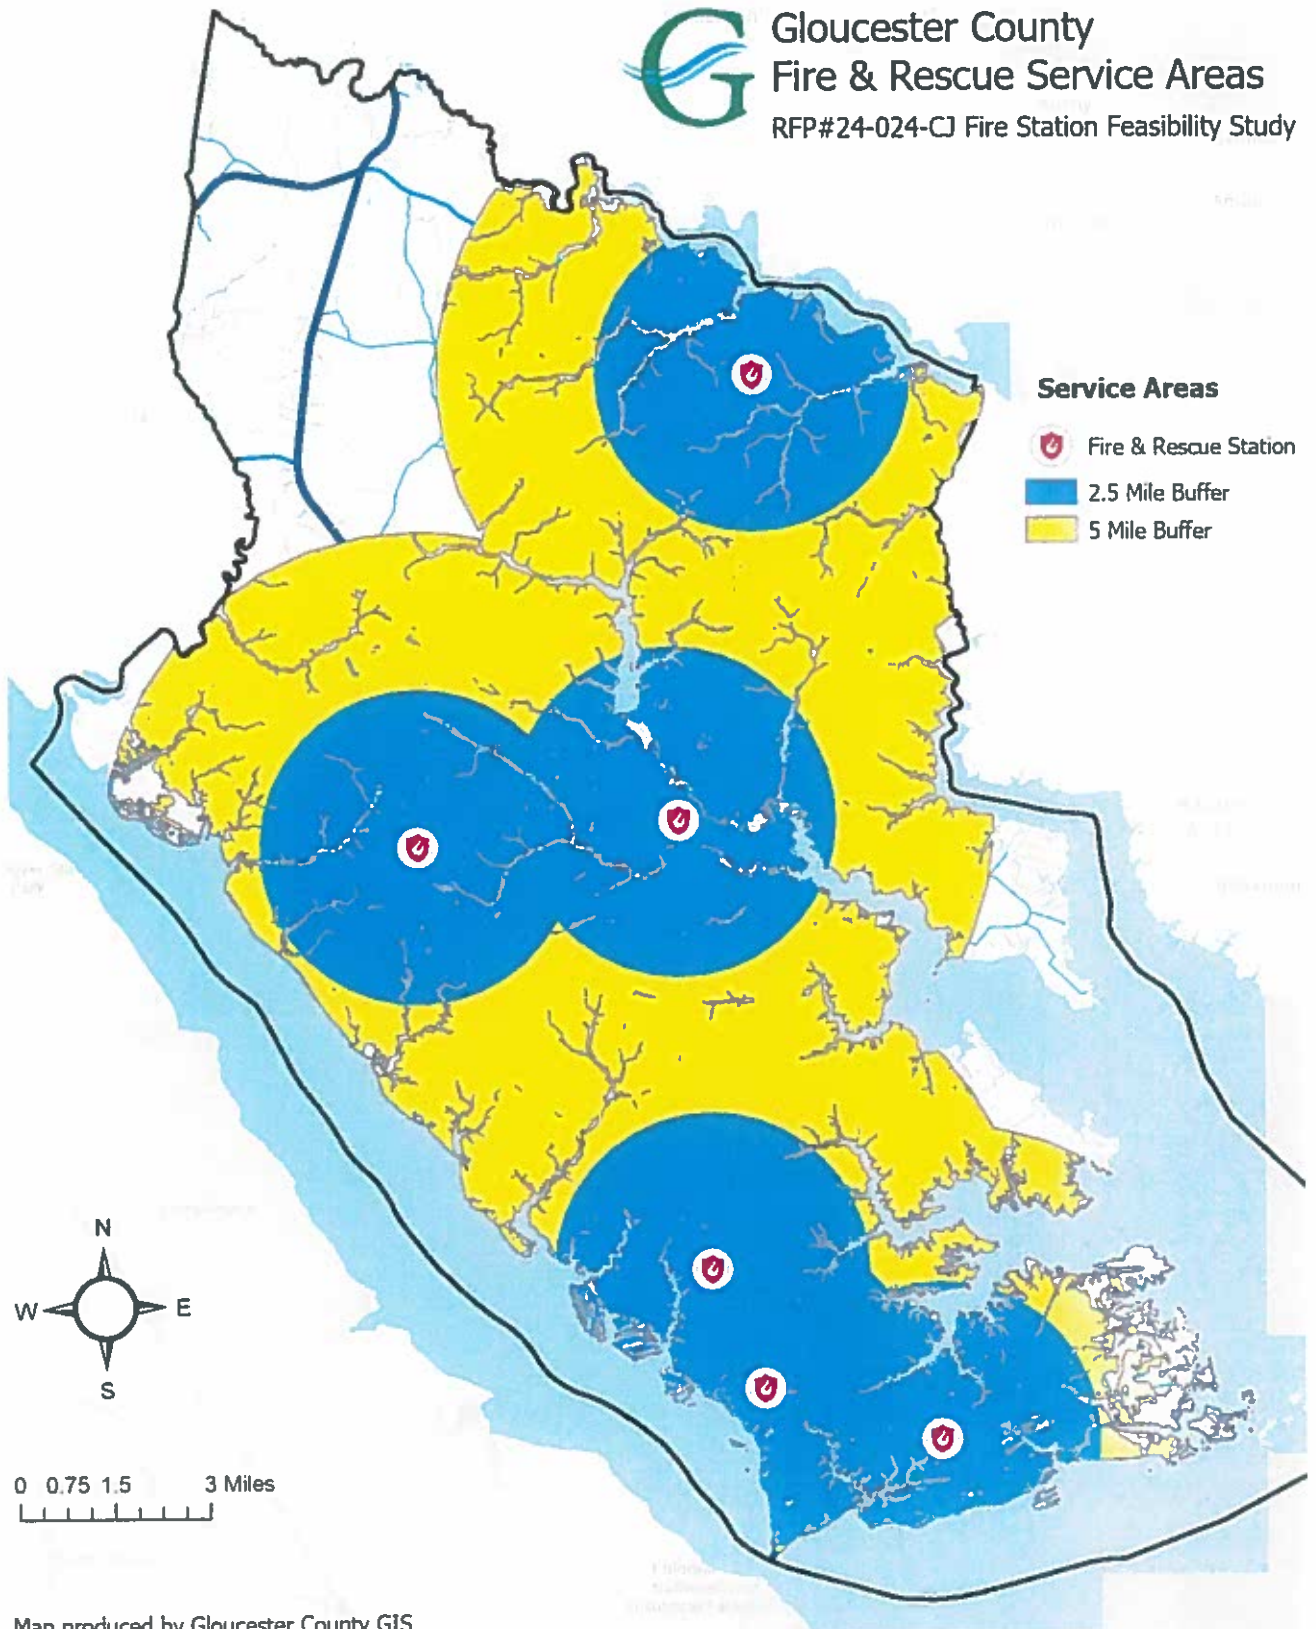 G
Gloucester County
Fire & Rescue Service Areas
RFP#24-024-CJ Fire Station Feasibility Study
Service Areas
Fire & Rescue Station
2.5 Mile Buffer
5 Mile Buffer
N
W E
S
0 0.75 1.5 3 Miles
Map produced by Gloucester County GIS